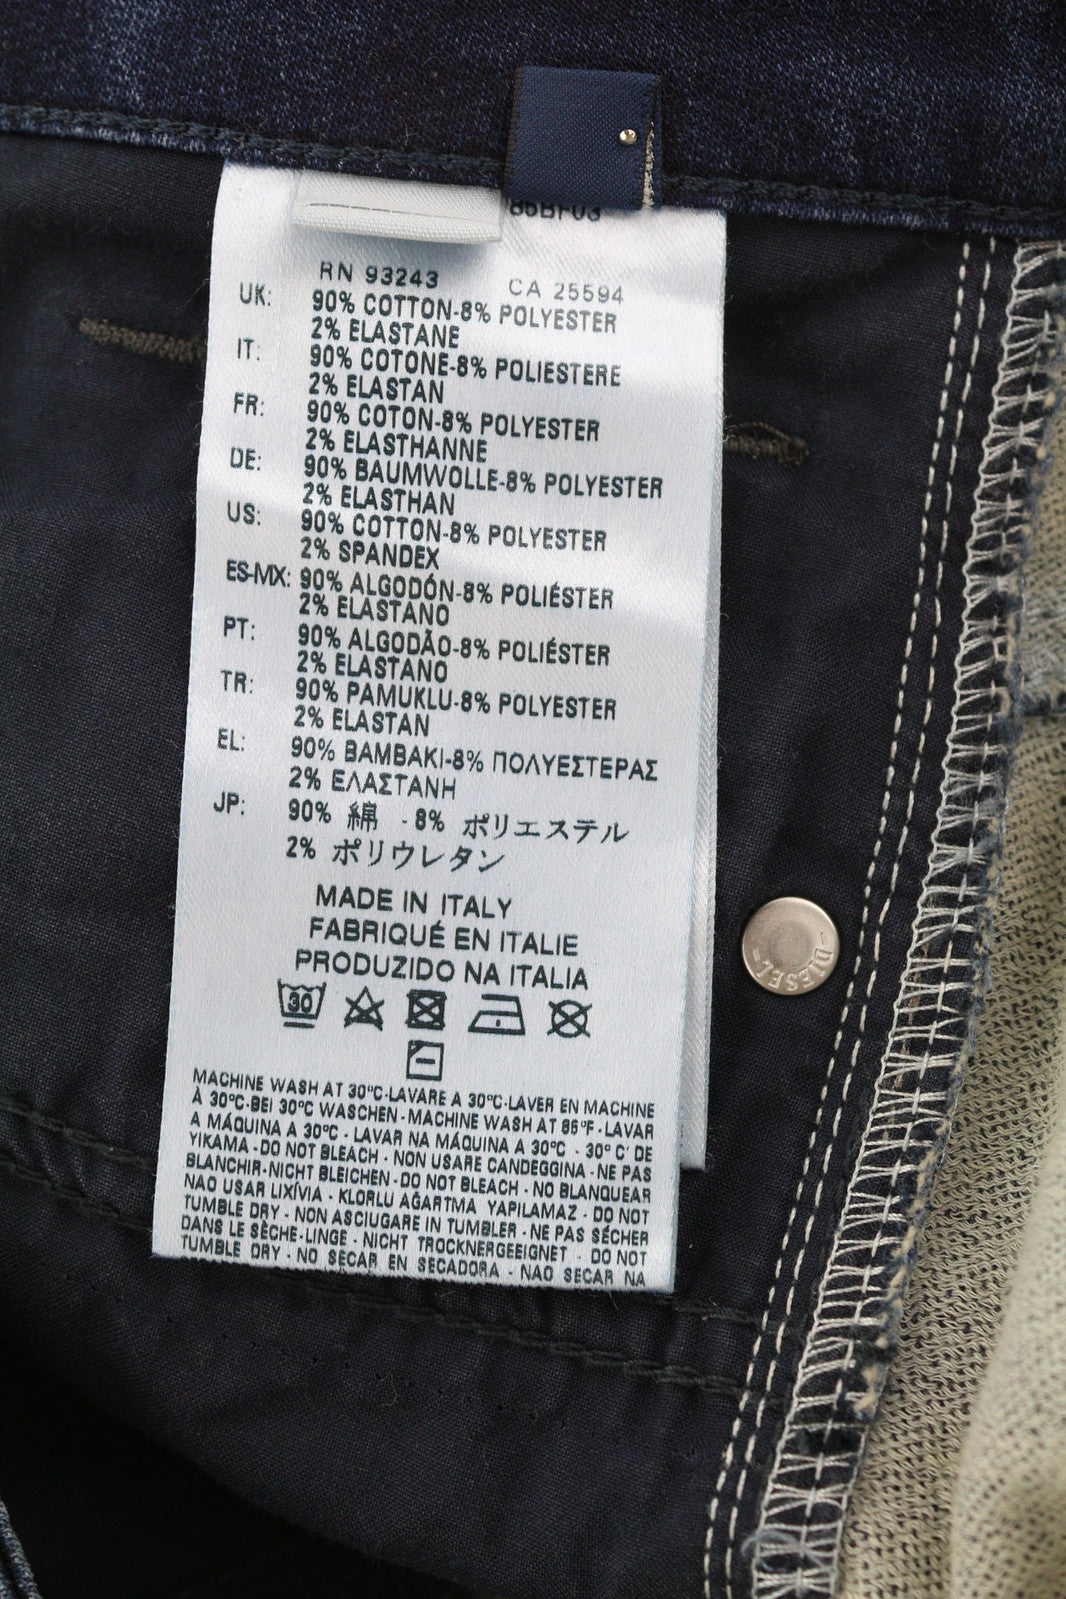 RN 93243 CA 25594
UK: 90% COTTON-8% POLYESTER
2% ELASTANE
IT: 90% COTONE-8% POLIESTERE
2% ELASTAN
FR: 90% COTON-8% POLYESTER
2% ELASTHANNE
DE: 90% BAUMWOLLE-8% POLYESTER
2% ELASTHAN
US: 90% COTTON-8% POLYESTER
2% SPANDEX
ES-MX: 90% ALGODÓN-8% POLIÉSTER
2% ELASTANO
PT: 90% ALGODÃO-8% POLIÉSTER
2% ELASTANO
TR: 90% PAMUKLU-8% POLYESTER
2% ELASTAN
EL: 90% ΒΑΜΒΑΚΙ-8% ΠΟΛΥΕΣΤΕΡΑΣ
2% ΕΛΑΣΤΑΝΗ
JP: 90% 綿 - 8% ポリエステル
2% ポリウレタン
MADE IN ITALY
FABRIQUÉ EN ITALIE
PRODUZIDO NA ITALIA
30
MACHINE WASH AT 30°C-LAVARE A 30°C-LAVER EN MACHINE
À 30°C-BEI 30°C WASCHEN-MACHINE WASH AT 86°F-LAVAR
A MÁQUINA A 30°C - LAVAR NA MÁQUINA A 30°C - 30°C' DE
YIKAMA - DO NOT BLEACH - NON USARE CANDEGGINA - NE PAS
BLANCHIR-NICHT BLEICHEN-DO NOT BLEACH - NO BLANQUEAR
NAO USAR LIXÍVIA - KLORLU AĞARTMA YAPILAMAZ - DO NOT
TUMBLE DRY - NON ASCIUGARE IN TUMBLER - NE PAS SÉCHER
DANS LE SÈCHE-LINGE - NICHT TROCKNERGEEIGNET - DO NOT
TUMBLE DRY - NO SECAR EN SECADORA - NAO SECAR NA
-DIESEL-